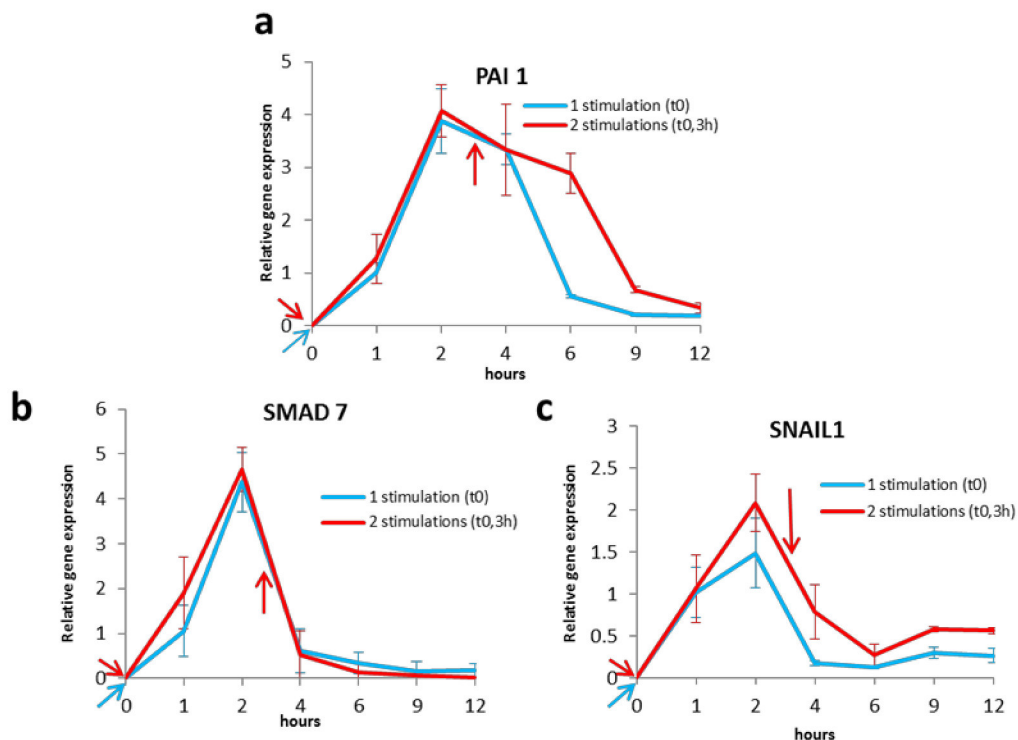 a
PAI 1
Relative gene expression
5
4
3
2
1
0
1 stimulation (t0)
2 stimulations (t0,3h)
0 1 2 4 6 9 12
hours
b
SMAD 7
Relative gene expression
6
5
4
3
2
1
0
1 stimulation (t0)
2 stimulations (t0,3h)
0 1 2 4 6 9 12
hours
c
SNAIL1
Relative gene expression
3
2.5
2
1.5
1
0.5
0
1 stimulation (t0)
2 stimulations (t0,3h)
0 1 2 4 6 9 12
hours